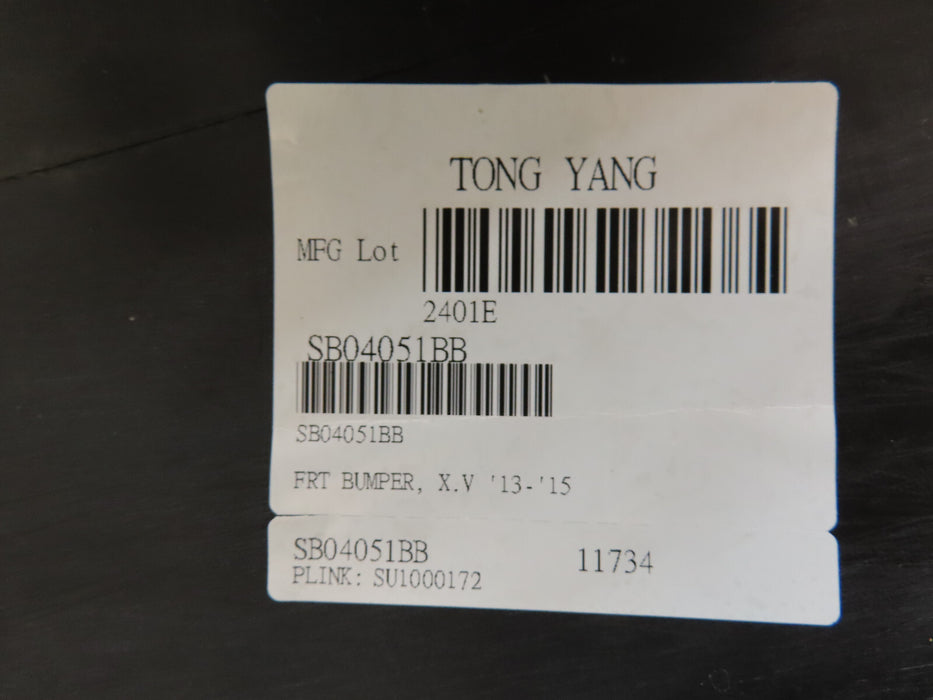 TONG YANG
MFG Lot
2401E
SB04051BB
SB04051BB
FRT BUMPER, X.V '13-'15
SB04051BB 11734
PLINK: SU1000172